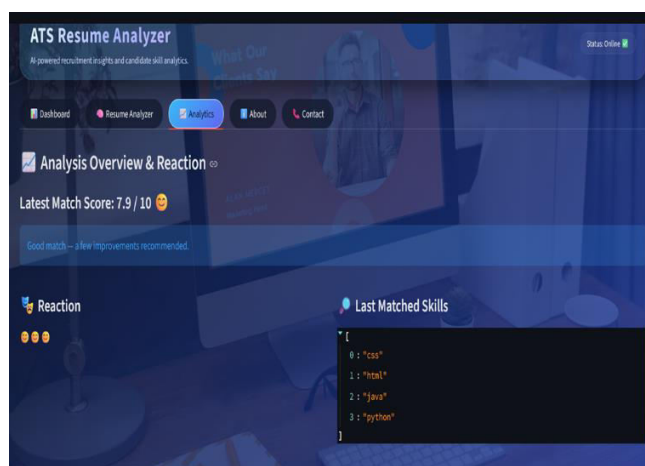 ATS Resume Analyzer
AI-powered recruitment insights and candidate skill analytics.
Status: Online ✅
What Our
Clients Say
📊 Dashboard
🧠 Resume Analyzer
📈 Analytics
ℹ️ About
📞 Contact
📈 Analysis Overview & Reaction
Latest Match Score: 7.9 / 10 😊
Good match — a few improvements recommended.
🎭 Reaction
😊 😊 😊
🔎 Last Matched Skills
[
0 : "css"
1 : "html"
2 : "java"
3 : "python"
]